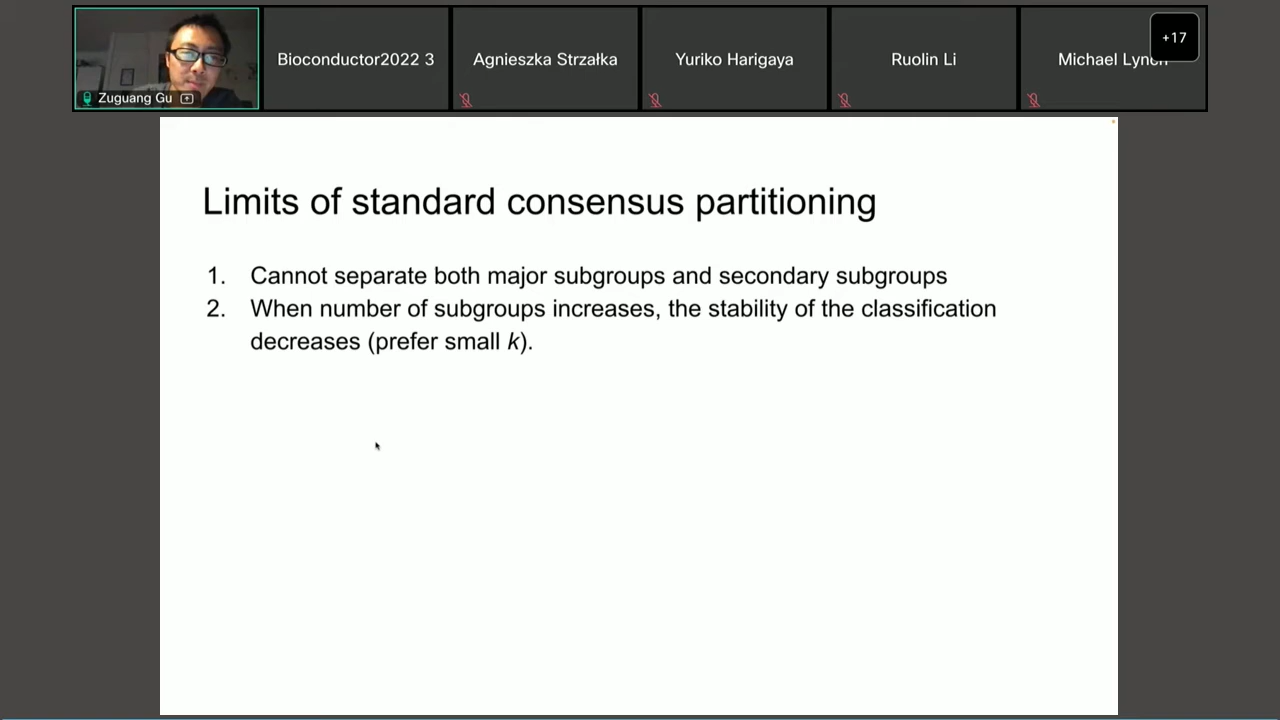 Zuguang Gu
Bioconductor2022 3
Agnieszka Strzałka
Yuriko Harigaya
Ruolin Li
Michael Lynch
+17
Limits of standard consensus partitioning
1. Cannot separate both major subgroups and secondary subgroups
2. When number of subgroups increases, the stability of the classification
decreases (prefer small k).